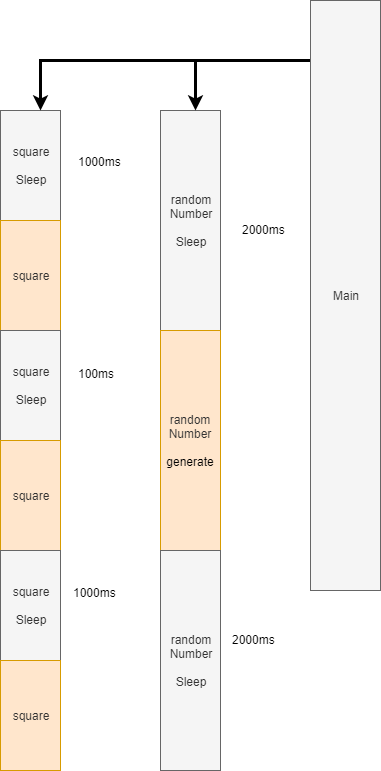 square
Sleep
1000ms
square
square
Sleep
100ms
square
square
Sleep
1000ms
square
random
Number
Sleep
2000ms
random
Number
generate
random
Number
Sleep
2000ms
Main